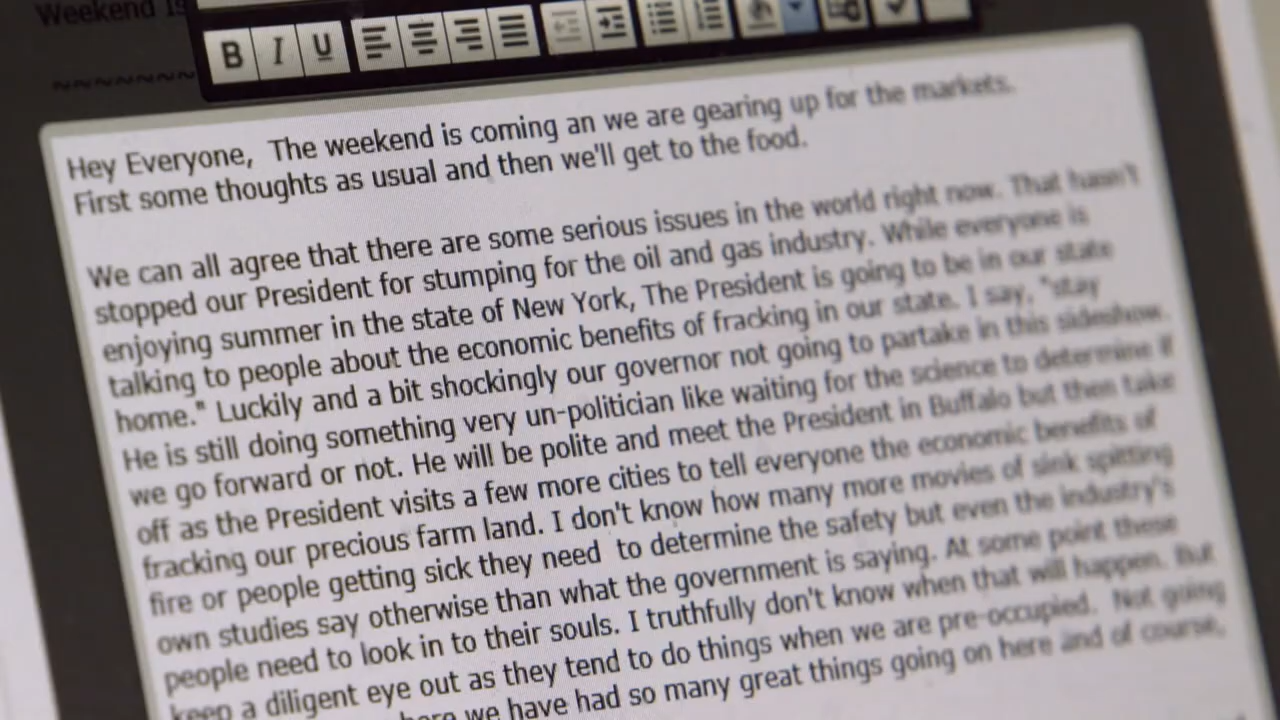 Weekend is
~~~~~~~
B I U
Hey Everyone,  The weekend is coming an we are gearing up for the markets.
First some thoughts as usual and then we'll get to the food.
We can all agree that there are some serious issues in the world right now. That hasn't
stopped our President for stumping for the oil and gas industry. While everyone is
enjoying summer in the state of New York, The President is going to be in our state
talking to people about the economic benefits of fracking in our state. I say, "stay
home." Luckily and a bit shockingly our governor not going to partake in this sideshow.
He is still doing something very un-politician like waiting for the science to determine if
we go forward or not. He will be polite and meet the President in Buffalo but then take
off as the President visits a few more cities to tell everyone the economic benefits of
fracking our precious farm land. I don't know how many more movies of sink spitting
fire or people getting sick they need  to determine the safety but even the industry's
own studies say otherwise than what the government is saying. At some point these
people need to look in to their souls. I truthfully don't know when that will happen. But
keep a diligent eye out as they tend to do things when we are pre-occupied.  Not going
here we have had so many great things going on here and of course,